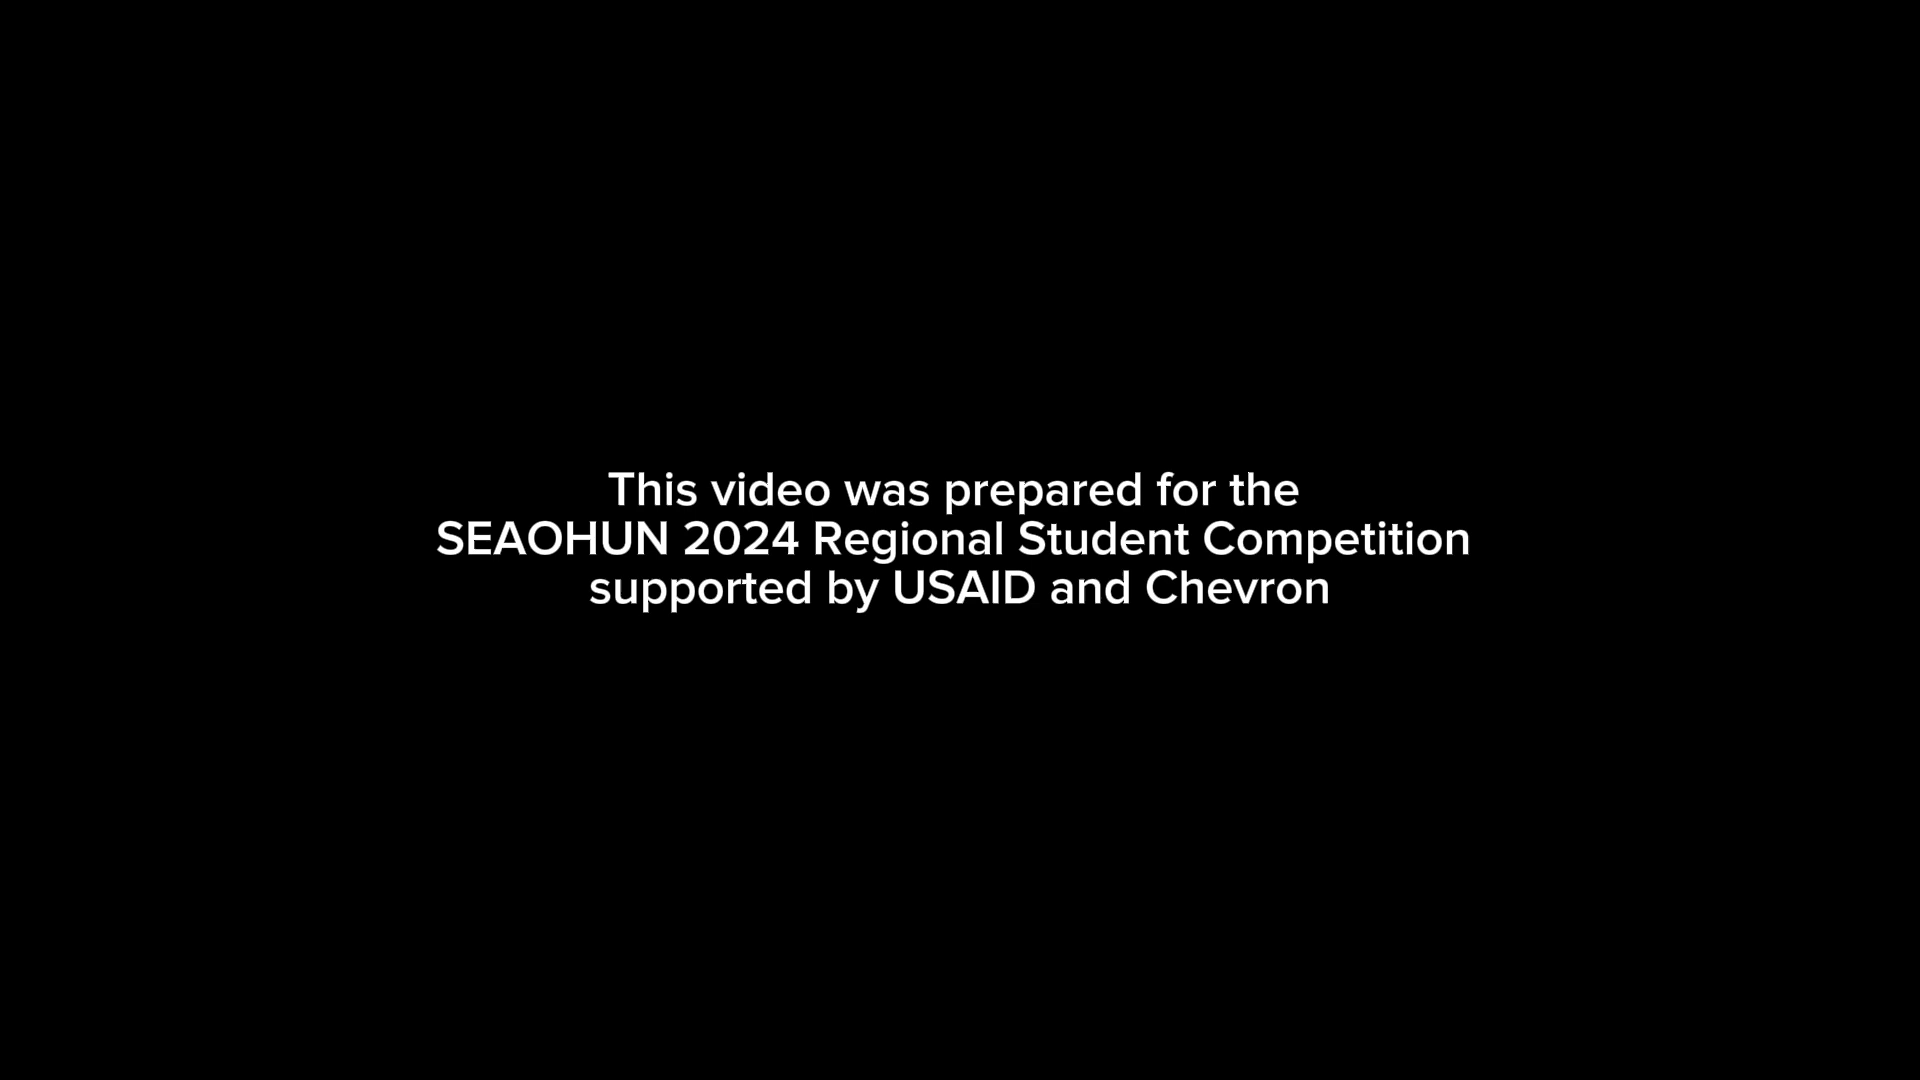 This video was prepared for the
SEAOHUN 2024 Regional Student Competition
supported by USAID and Chevron